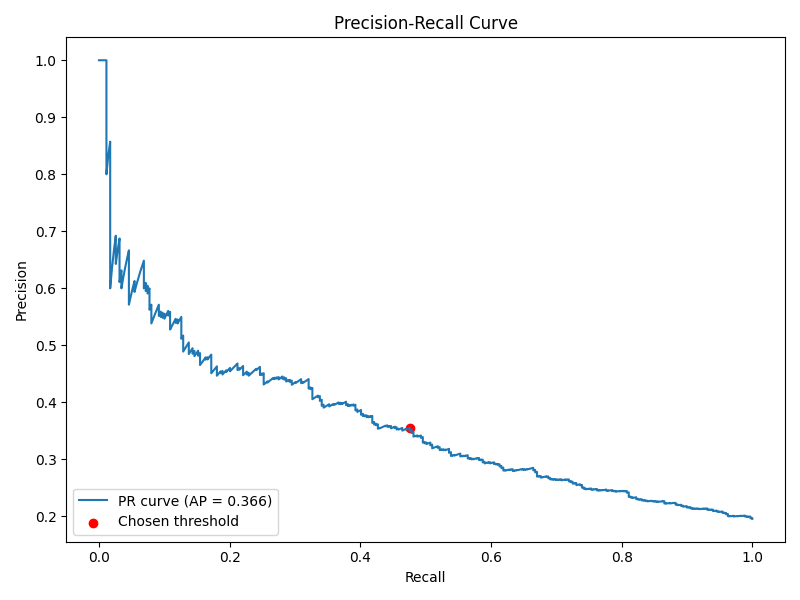 Precision-Recall Curve
1.0
0.9
0.8
0.7
0.6
0.5
0.4
0.3
0.2
Precision
PR curve (AP = 0.366)
Chosen threshold
0.0 0.2 0.4 0.6 0.8 1.0
Recall